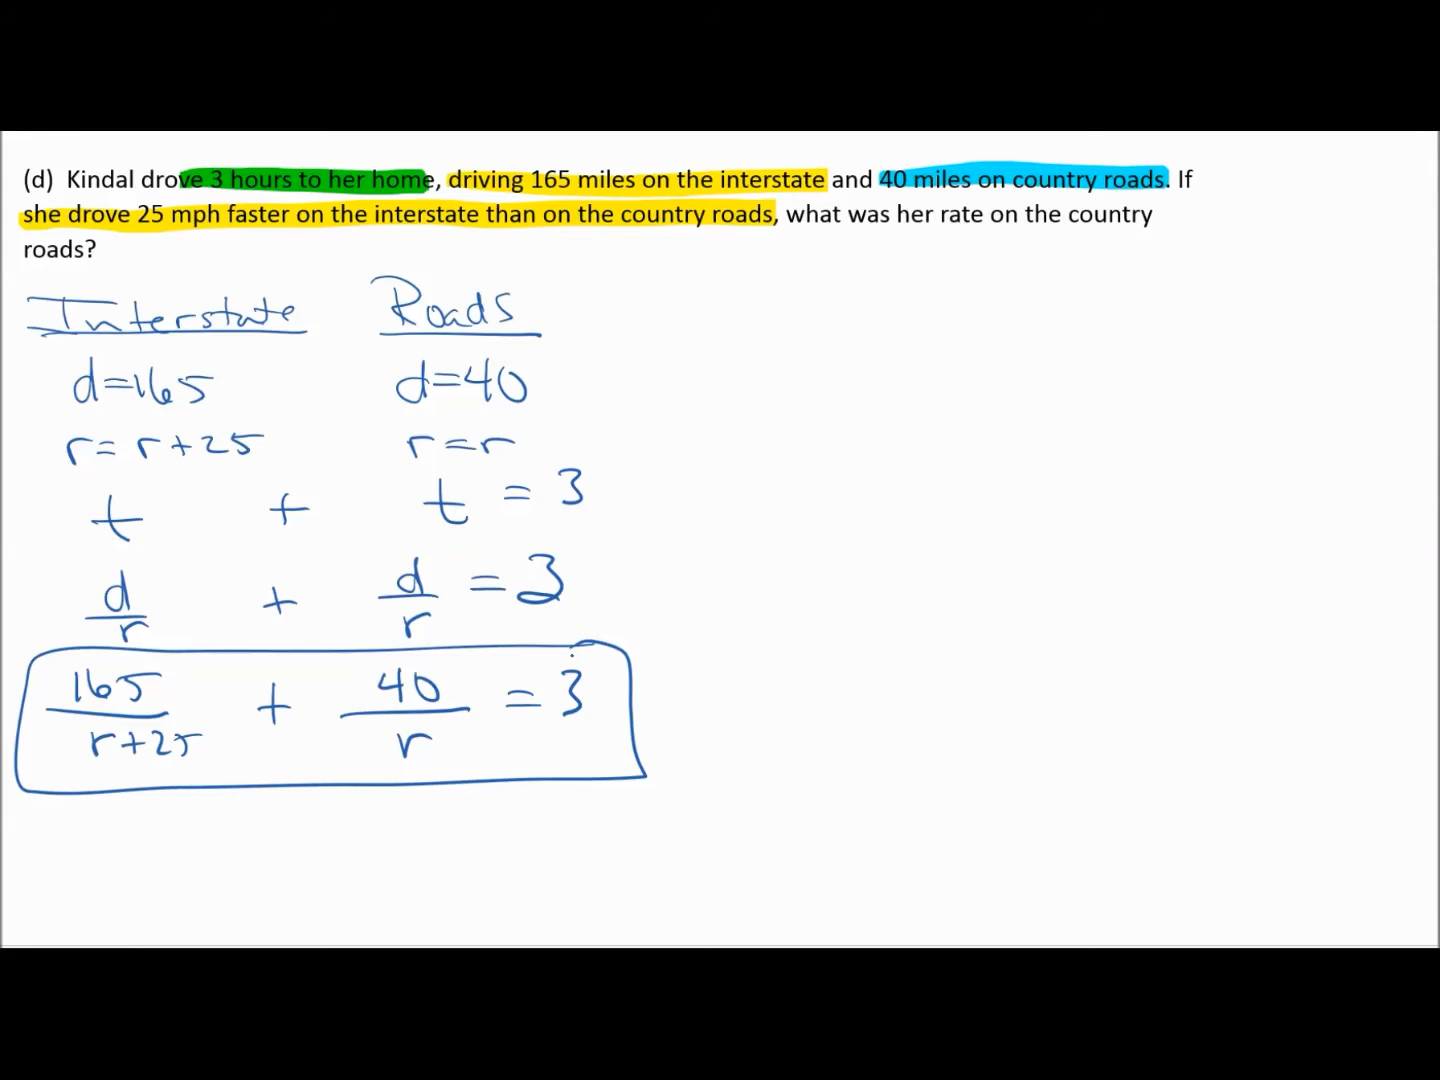 (d) Kindal drove 3 hours to her home, driving 165 miles on the interstate and 40 miles on country roads. If
she drove 25 mph faster on the interstate than on the country roads, what was her rate on the country
roads?
Interstate Roads
d=165 d=40
r= r+25 r=r
t + t = 3
d/r + d/r = 3
165/r+25 + 40/r = 3